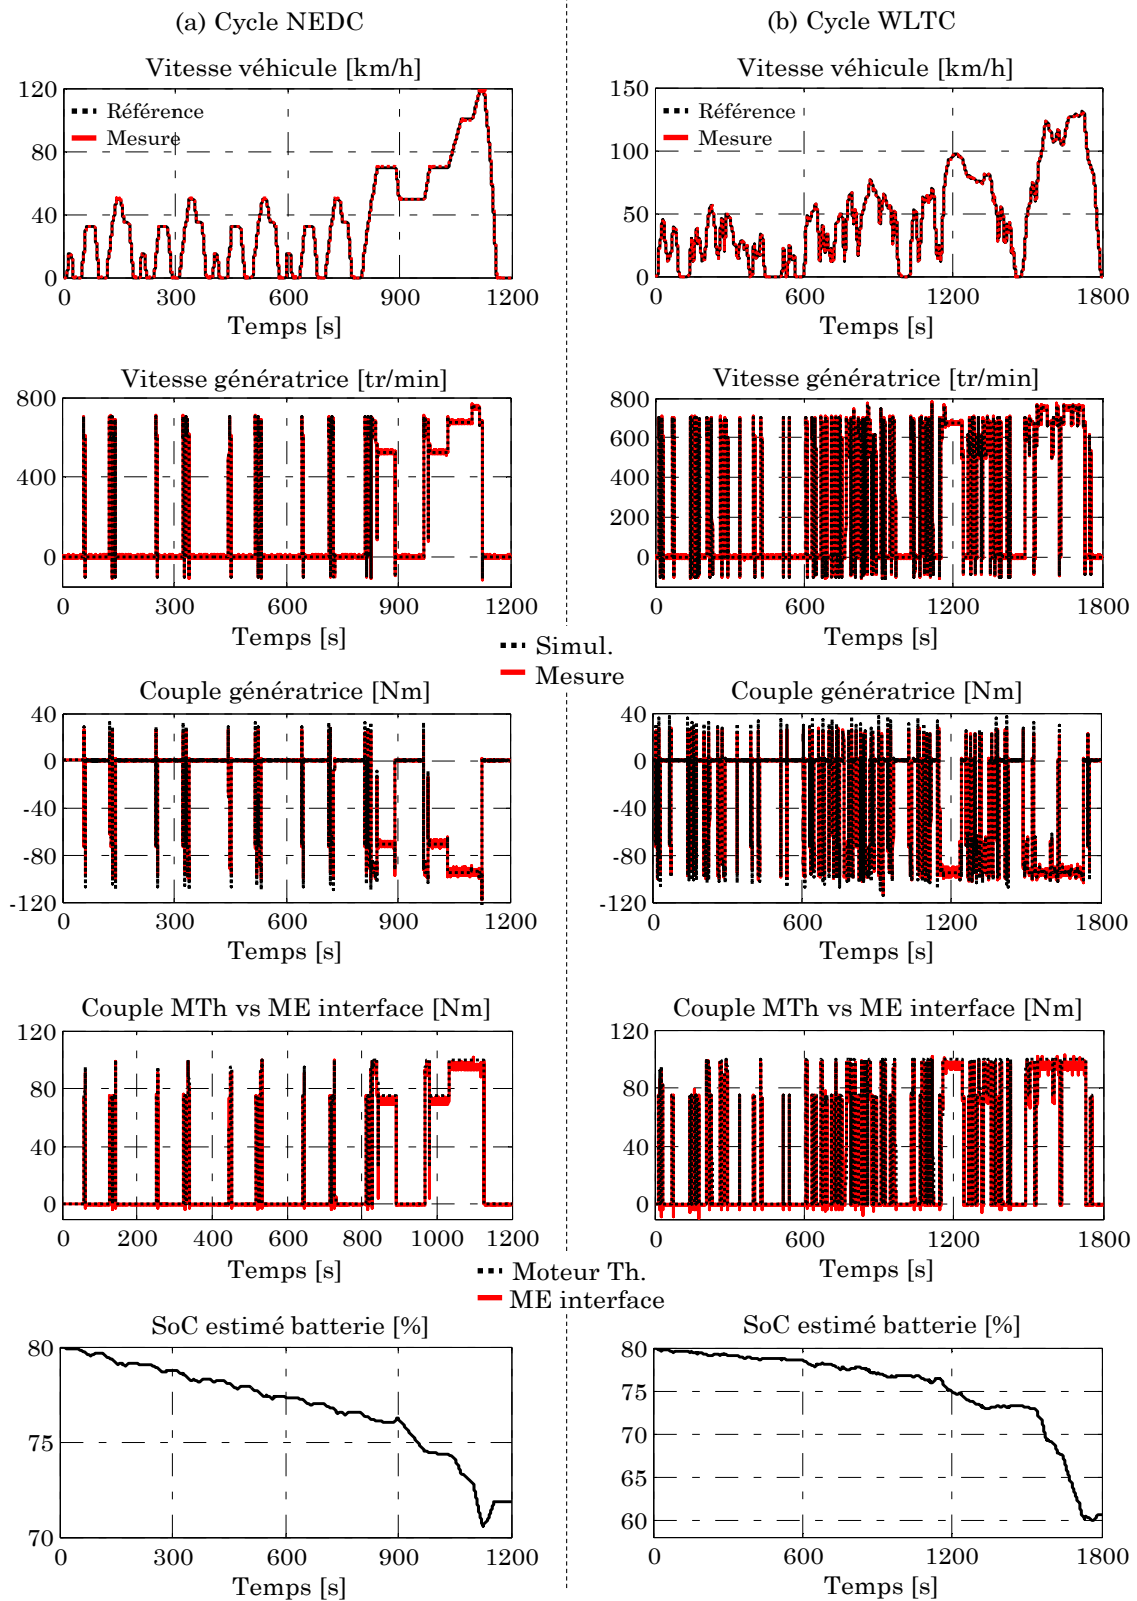 (a) Cycle NEDC
Vitesse véhicule [km/h]
120
80
40
0
Référence
Mesure
0 300 600 900 1200
Temps [s]
Vitesse génératrice [tr/min]
800
400
0
0 300 600 900 1200
Temps [s]
Couple génératrice [Nm]
40
0
-40
-80
-120
0 300 600 900 1200
Temps [s]
Couple MTh vs ME interface [Nm]
120
80
40
0
0 200 400 600 800 1000 1200
Temps [s]
SoC estimé batterie [%]
80
75
70
0 300 600 900 1200
Temps [s]
Simul.
Mesure
Moteur Th.
ME interface
(b) Cycle WLTC
Vitesse véhicule [km/h]
150
100
50
0
Référence
Mesure
0 600 1200 1800
Temps [s]
Vitesse génératrice [tr/min]
800
600
400
200
0
0 600 1200 1800
Temps [s]
Couple génératrice [Nm]
40
0
-40
-80
-120
0 600 1200 1800
Temps [s]
Couple MTh vs ME interface [Nm]
120
80
40
0
0 600 1200 1800
Temps [s]
SoC estimé batterie [%]
80
75
70
65
60
0 600 1200 1800
Temps [s]